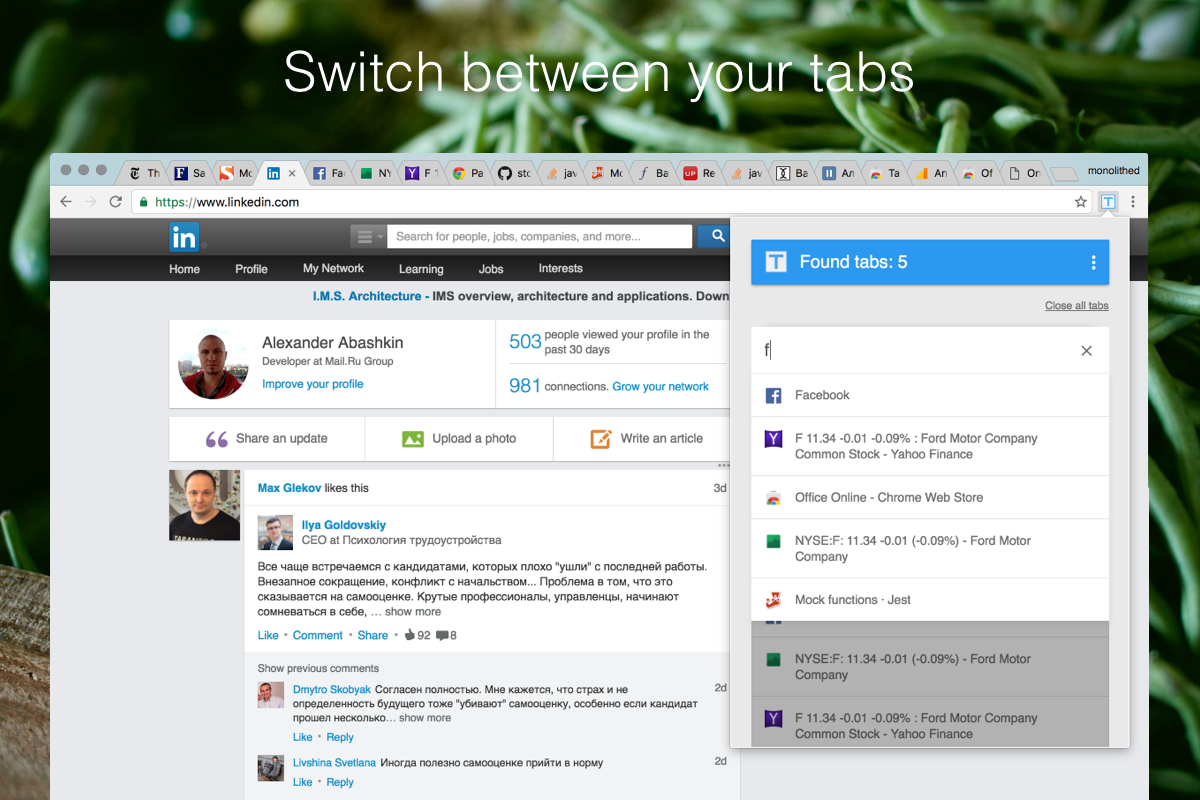 Switch between your tabs
Th
Sa
Mo
Fac
NY
F 1
Pa
sto
jav
Mo
Ba
Re
jav
Ba
An
Ta
An
Of
On
monolithed
https://www.linkedin.com
in
Search for people, jobs, companies, and more...
Home Profile My Network Learning Jobs Interests
I.M.S. Architecture - IMS overview, architecture and applications. Down
Alexander Abashkin
Developer at Mail.Ru Group
Improve your profile
503 people viewed your profile in the
past 30 days
981 connections. Grow your network
Share an update
Upload a photo
Write an article
Max Glekov likes this
3d
Ilya Goldovskiy
CEO at Психология трудоустройства
Все чаще встречаемся с кандидатами, которых плохо "ушли" с последней работы.
Внезапное сокращение, конфликт с начальством... Проблема в том, что это
сказывается на самооценке. Крутые профессионалы, управленцы, начинают
сомневаться в себе, … show more
Like • Comment • Share • 92 8
Show previous comments
Dmytro Skobyak Согласен полностью. Мне кажется, что страх и не
определенность будущего тоже "убивают" самооценку, особенно если кандидат
прошел несколько… show more
2d
Like • Reply
Livshina Svetlana Иногда полезно самооценке прийти в норму
2d
Like • Reply
T Found tabs: 5
Close all tabs
f
Facebook
F 11.34 -0.01 -0.09% : Ford Motor Company
Common Stock - Yahoo Finance
Office Online - Chrome Web Store
NYSE:F: 11.34 -0.01 (-0.09%) - Ford Motor
Company
Mock functions · Jest
NYSE:F: 11.34 -0.01 (-0.09%) - Ford Motor
Company
F 11.34 -0.01 -0.09% : Ford Motor Company
Common Stock - Yahoo Finance